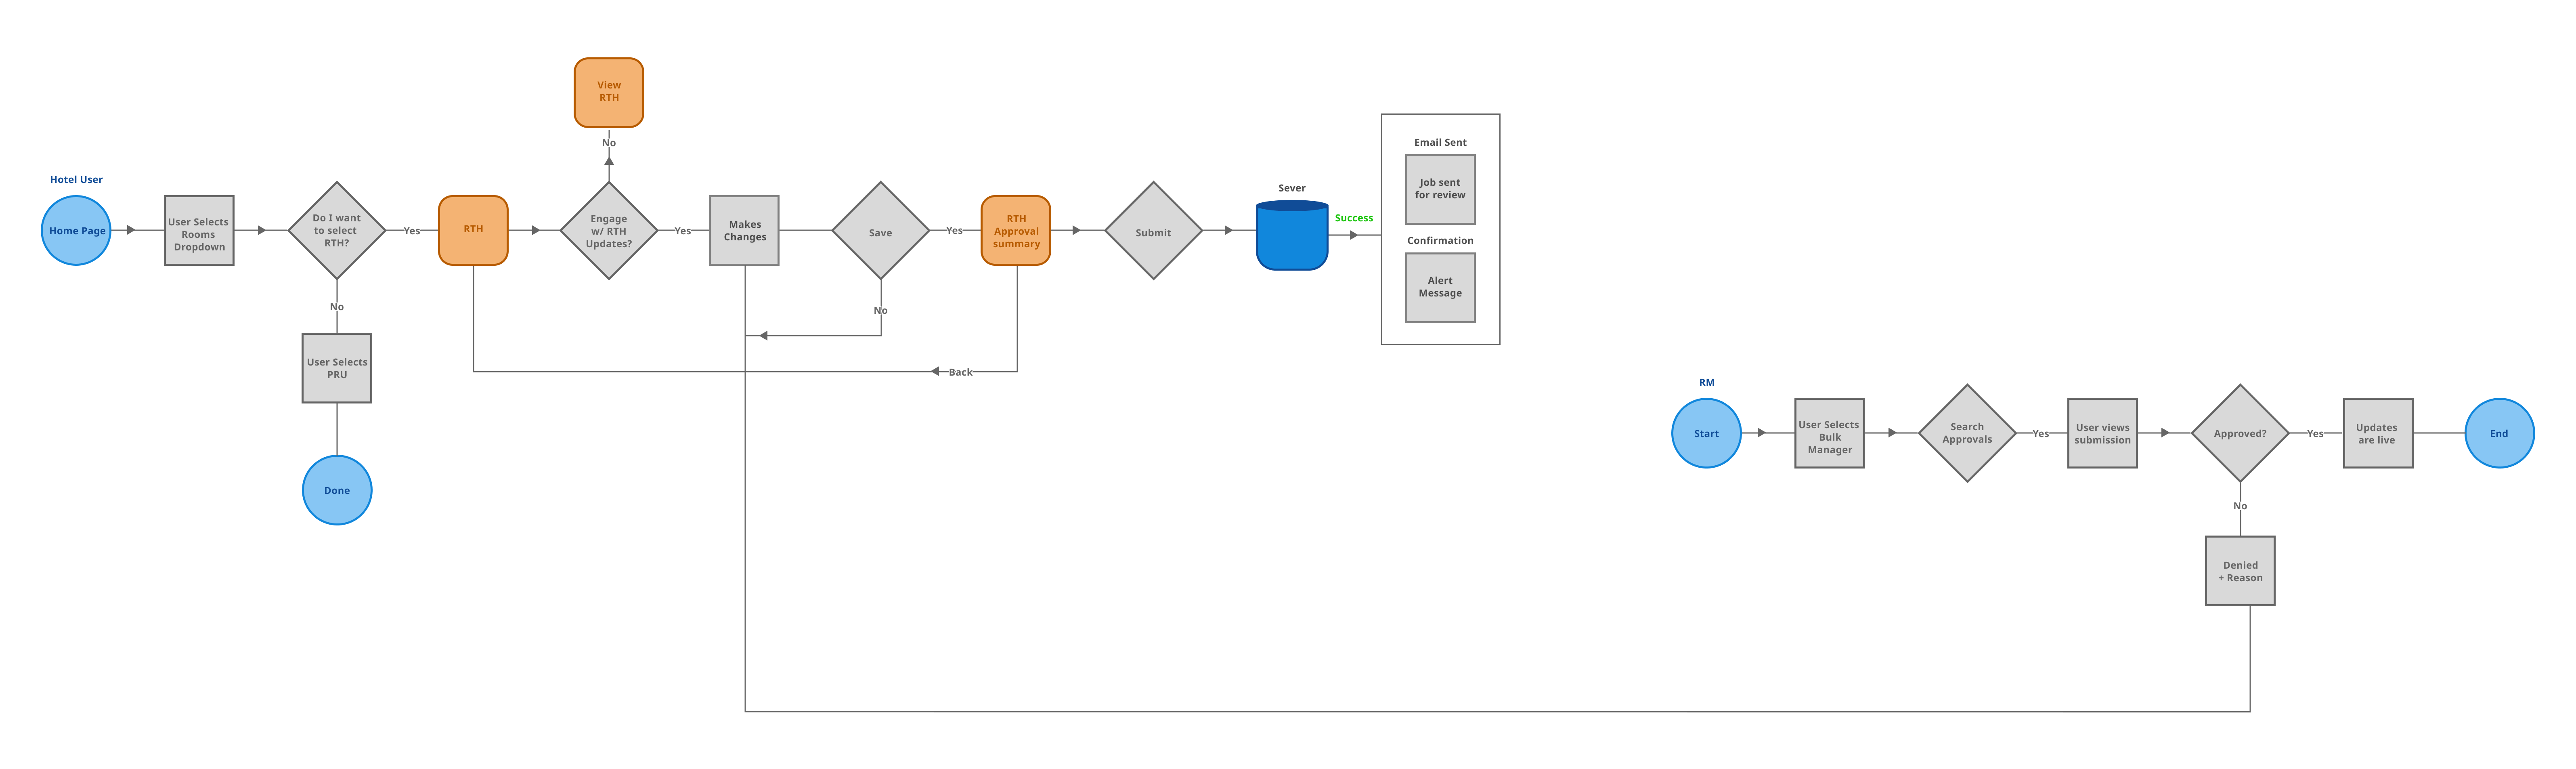 View
RTH
No
Hotel User
Home Page
User Selects
Rooms
Dropdown
Do I want
to select
RTH?
Yes
RTH
Engage
w/ RTH
Updates?
Yes
Makes
Changes
Save
Yes
RTH
Approval
summary
Submit
Sever
Success
Email Sent
Job sent
for review
Confirmation
Alert
Message
No
No
User Selects
PRU
Back
Done
RM
Start
User Selects
Bulk
Manager
Search
Approvals
Yes
User views
submission
Approved?
Yes
Updates
are live
End
No
Denied
+ Reason